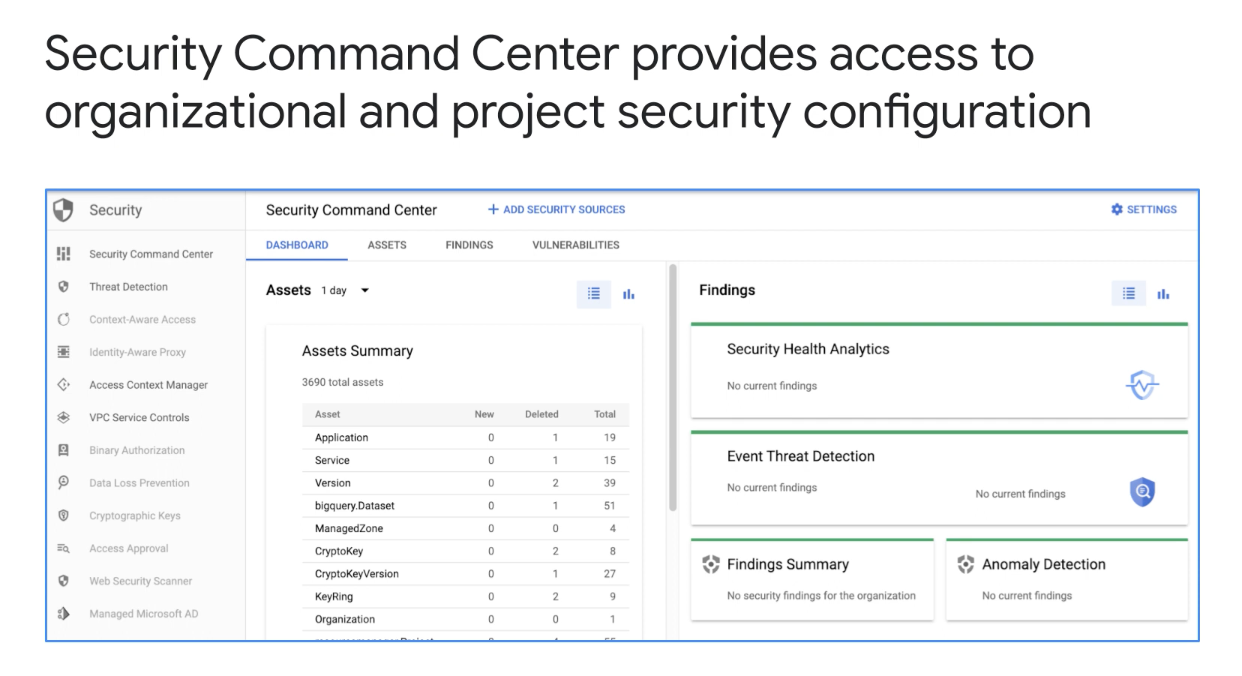 Security Command Center provides access to
organizational and project security configuration
Security
Security Command Center
Threat Detection
Context-Aware Access
Identity-Aware Proxy
Access Context Manager
VPC Service Controls
Binary Authorization
Data Loss Prevention
Cryptographic Keys
Access Approval
Web Security Scanner
Managed Microsoft AD
Security Command Center + ADD SECURITY SOURCES SETTINGS
DASHBOARD ASSETS FINDINGS VULNERABILITIES
Assets 1 day
Assets Summary
3690 total assets
Asset New Deleted Total
Application 0 1 19
Service 0 1 15
Version 0 2 39
bigquery.Dataset 0 1 51
ManagedZone 0 0 4
CryptoKey 0 2 8
CryptoKeyVersion 0 1 27
KeyRing 0 2 9
Organization 0 0 1
Findings
Security Health Analytics
No current findings
Event Threat Detection
No current findings
No current findings
Findings Summary
No security findings for the organization
Anomaly Detection
No current findings